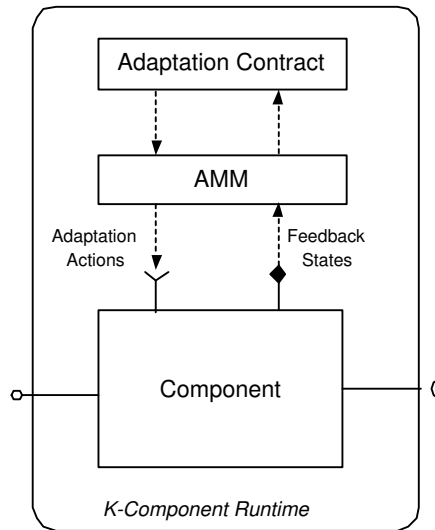 Adaptation Contract
AMM
Adaptation
Actions
Feedback
States
Component
K-Component Runtime